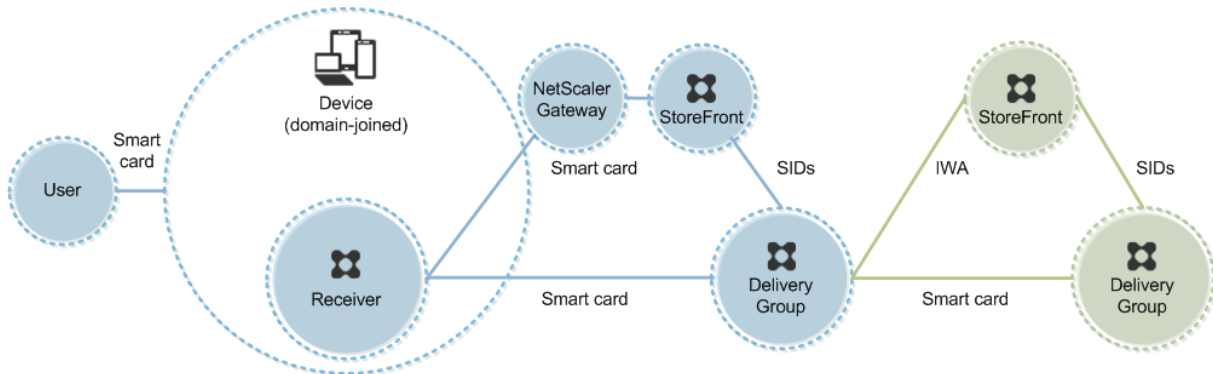 User
Smart
card
Device
(domain-joined)
Receiver
NetScaler
Gateway
StoreFront
Smart card
SIDs
Smart card
Delivery
Group
IWA
StoreFront
SIDs
Smart card
Delivery
Group